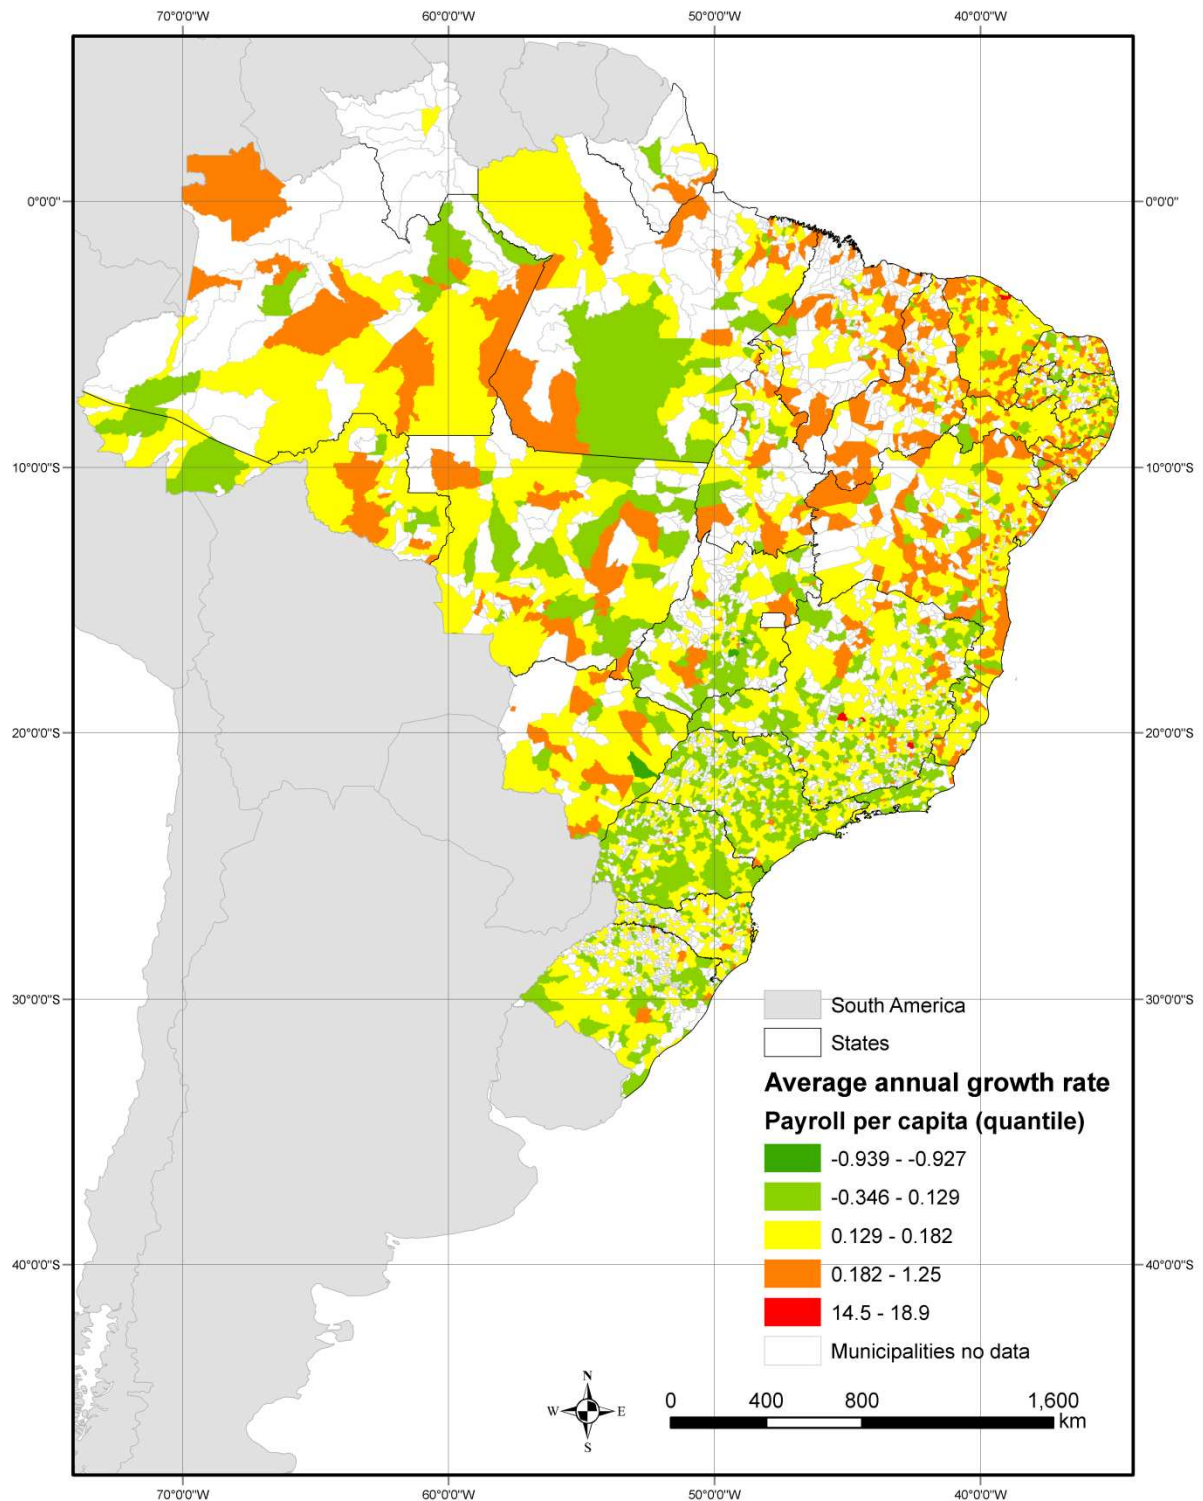 70°0'0"W 60°0'0"W 50°0'0"W 40°0'0"W
0°0'0" 0°0'0"
10°0'0"S 10°0'0"S
20°0'0"S 20°0'0"S
30°0'0"S 30°0'0"S
South America
States
Average annual growth rate
Payroll per capita (quantile)
-0.939 - -0.927
-0.346 - 0.129
0.129 - 0.182
40°0'0"S 40°0'0"S
0.182 - 1.25
14.5 - 18.9
Municipalities no data
N
W E
S
0 400 800 1,600
km
70°0'0"W 60°0'0"W 50°0'0"W 40°0'0"W